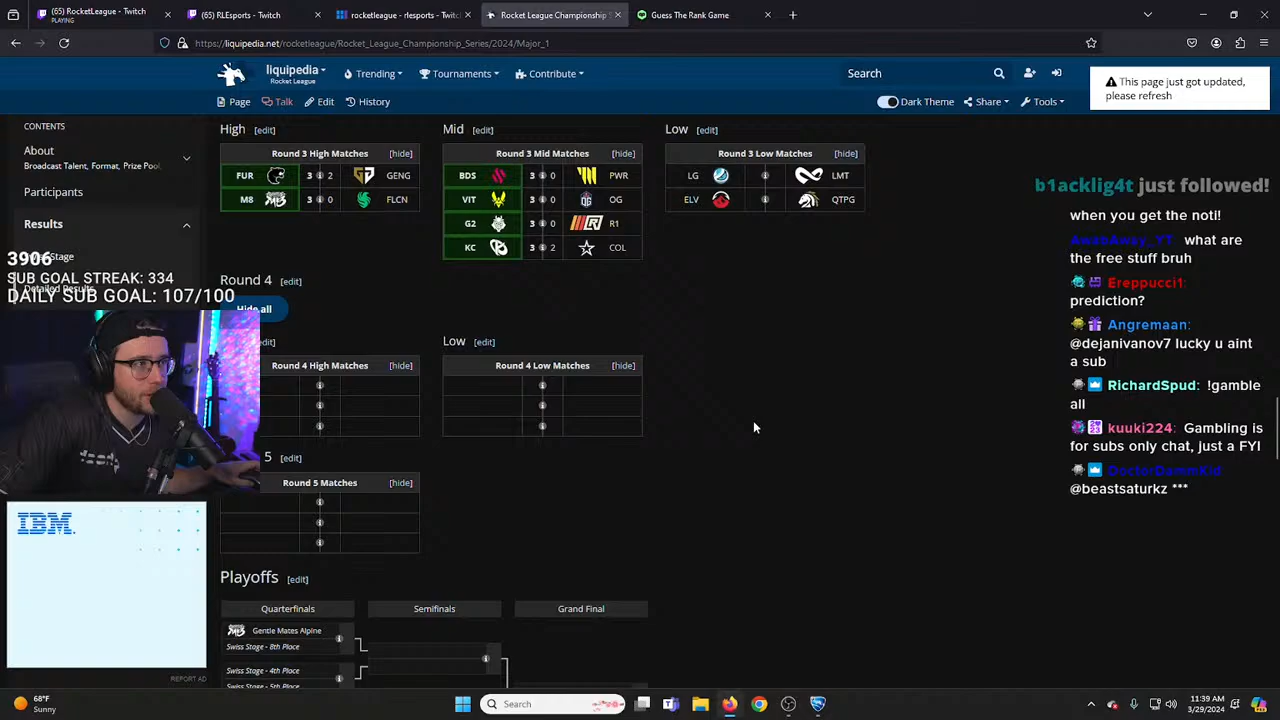 (65) RocketLeague - Twitch
PLAYING
(65) RLEsports - Twitch
rocketleague - rlesports - Twitc
Rocket League Championship S
Guess The Rank Game
https://liquipedia.net/rocketleague/Rocket_League_Championship_Series/2024/Major_1
liquipedia
Rocket League
Trending
Tournaments
Contribute
Search
This page just got updated,
please refresh
Page
Talk
Edit
History
Dark Theme
Share
Tools
CONTENTS
About
Broadcast Talent, Format, Prize Pool,
Participants
Results
Detailed Results
3906
SUB GOAL STREAK: 334
DAILY SUB GOAL: 107/100
High [edit]
Round 3 High Matches [hide]
FUR 3 2 GENG
M8 3 0 FLCN
Mid [edit]
Round 3 Mid Matches [hide]
BDS 3 0 PWR
VIT 3 0 OG
G2 3 0 R1
KC 3 2 COL
Low [edit]
Round 3 Low Matches [hide]
LG LMT
ELV QTPG
Round 4 [edit]
Hide all
[edit]
Round 4 High Matches [hide]
Low [edit]
Round 4 Low Matches [hide]
5 [edit]
Round 5 Matches [hide]
Playoffs [edit]
Quarterfinals
Semifinals
Grand Final
Gentle Mates Alpine
Swiss Stage - 8th Place
Swiss Stage - 4th Place
Swiss Stage - 5th Place
b1acklig4t just followed!
when you get the noti!
AwabAway_YT what are
the free stuff bruh
Ereppucci1:
prediction?
Angremaan:
@dejanivanov7 lucky u aint
a sub
RichardSpud: !gamble
all
kuuki224: Gambling is
for subs only chat, just a FYI
DoctorDammKid
@beastsaturkz ***
IBM
REPORT AD
68°F
Sunny
Search
11:39 AM
3/29/2024